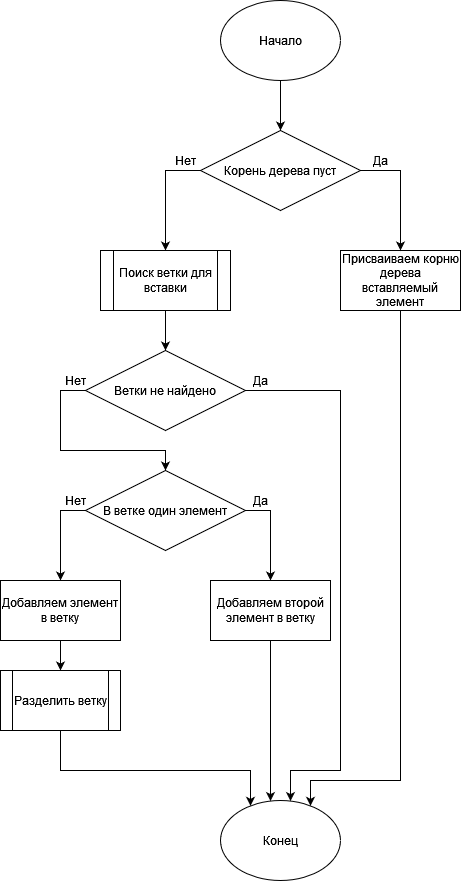 Начало
Нет
Да
Корень дерева пуст
Поиск ветки для
вставки
Присваиваем корню
дерева
вставляемый
элемент
Нет
Да
Ветки не найдено
Нет
Да
В ветке один элемент
Добавляем элемент
в ветку
Добавляем второй
элемент в ветку
Разделить ветку
Конец